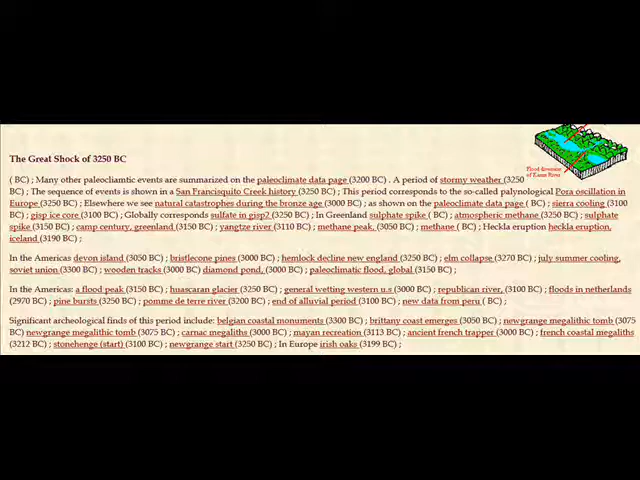 The Great Shock of 3250 BC
Flood diversion
of Kaane River
( BC) ; Many other paleocliamtic events are summarized on the paleoclimate data page (3200 BC) . A period of stormy weather (3250
BC) ; The sequence of events is shown in a San Francisquito Creek history (3250 BC) ; This period corresponds to the so-called palynological Pora oscillation in
Europe (3250 BC) ; Elsewhere we see natural catastrophes during the bronze age (3000 BC) ; as shown on the paleoclimate data page ( BC) ; sierra cooling (3100
BC) ; gisp ice core (3100 BC) ; Globally corresponds sulfate in gisp2 (3250 BC) ; In Greenland sulphate spike ( BC) ; atmospheric methane (3250 BC) ; sulphate
spike (3150 BC) ; camp century, greenland (3150 BC) ; yangtze river (3110 BC) ; methane peak, (3050 BC) ; methane ( BC) ; Heckla eruption heckla eruption,
iceland (3190 BC) ;
In the Americas devon island (3050 BC) ; bristlecone pines (3000 BC) ; hemlock decline new england (3250 BC) ; elm collapse (3270 BC) ; july summer cooling,
soviet union (3300 BC) ; wooden tracks (3000 BC) ; diamond pond, (3000 BC) ; paleoclimatic flood, global (3150 BC) ;
In the Americas: a flood peak (3150 BC) ; huascaran glacier (3250 BC) ; general wetting western u.s (3000 BC) ; republican river, (3100 BC) ; floods in netherlands
(2970 BC) ; pine bursts (3250 BC) ; pomme de terre river (3200 BC) ; end of alluvial period (3100 BC) ; new data from peru ( BC) ;
Significant archeological finds of this period include: belgian coastal monuments (3300 BC) ; brittany coast emerges (3050 BC) ; newgrange megalithic tomb (3075
BC) newgrange megalithic tomb (3075 BC) ; carnac megaliths (3000 BC) ; mayan recreation (3113 BC) ; ancient french trapper (3000 BC) ; french coastal megaliths
(3212 BC) ; stonehenge (start) (3100 BC) ; newgrange start (3250 BC) ; In Europe irish oaks (3199 BC) ;